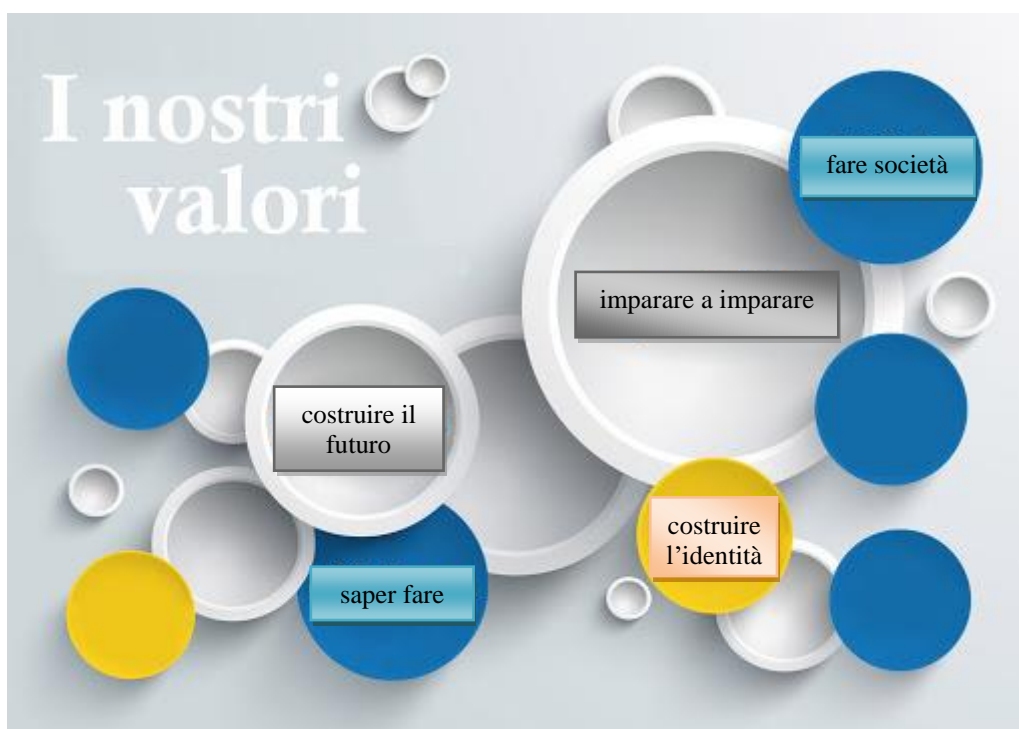 I nostri
valori
fare società
imparare a imparare
costruire il
futuro
costruire
l’identità
saper fare